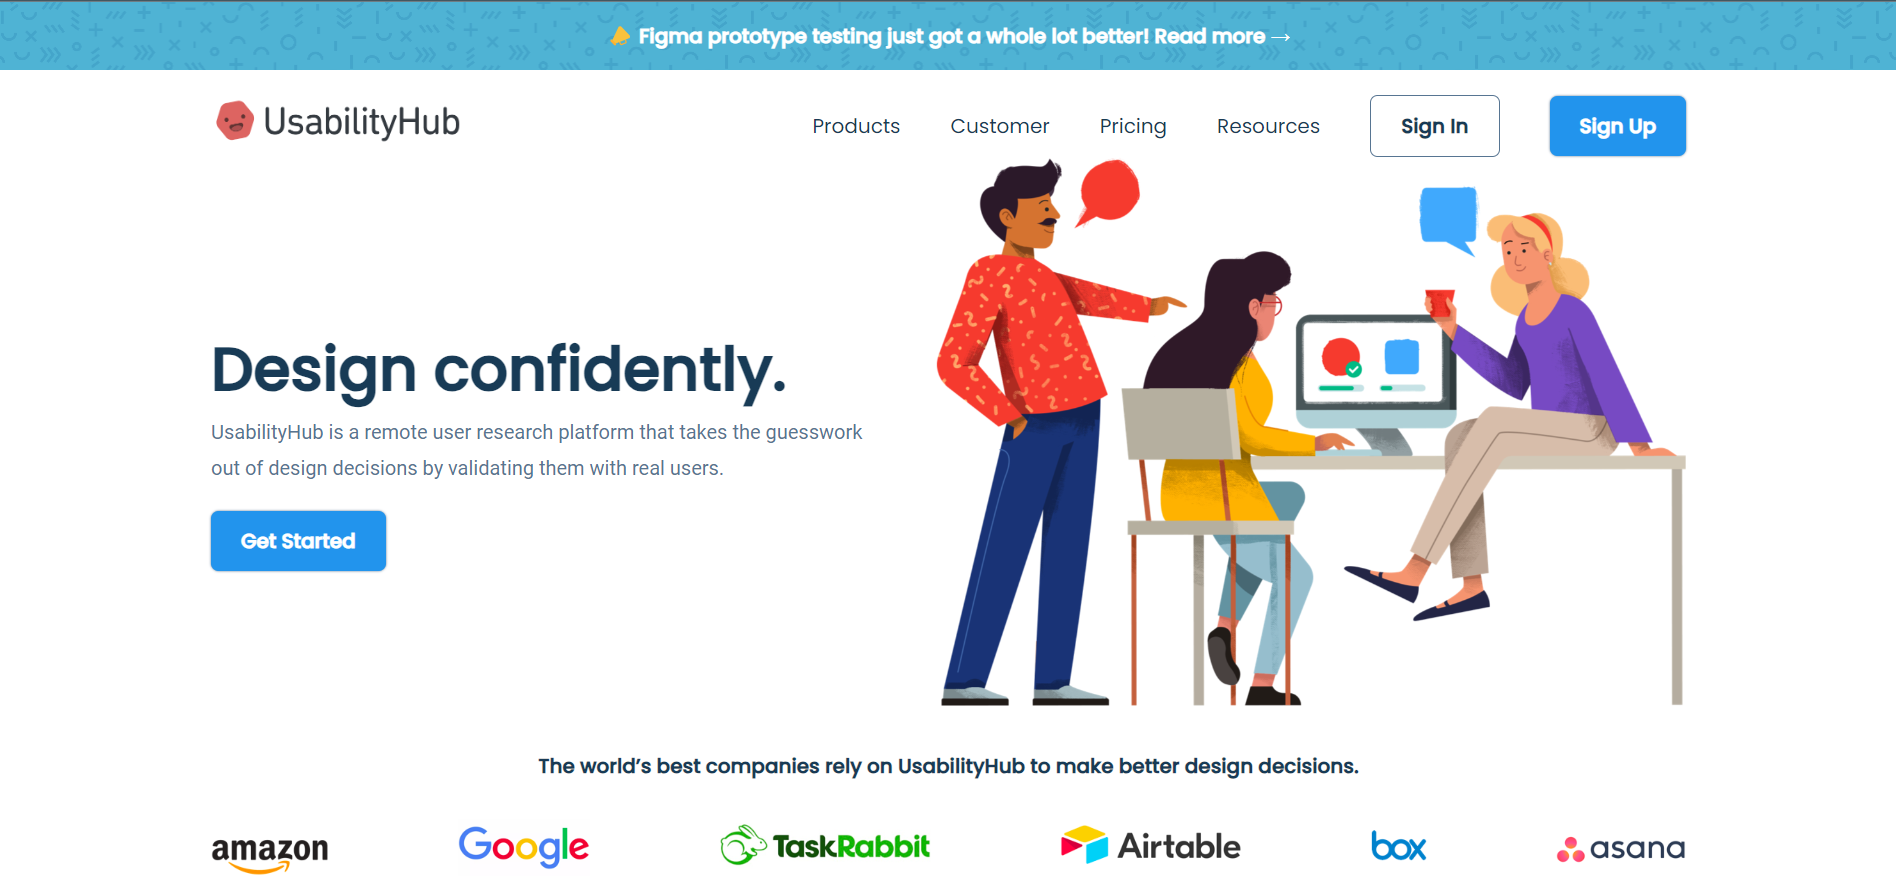 Figma prototype testing just got a whole lot better! Read more →
UsabilityHub
Products
Customer
Pricing
Resources
Sign In
Sign Up
Design confidently.
UsabilityHub is a remote user research platform that takes the guesswork
out of design decisions by validating them with real users.
Get Started
The world’s best companies rely on UsabilityHub to make better design decisions.
amazon
Google
TaskRabbit
Airtable
box
asana